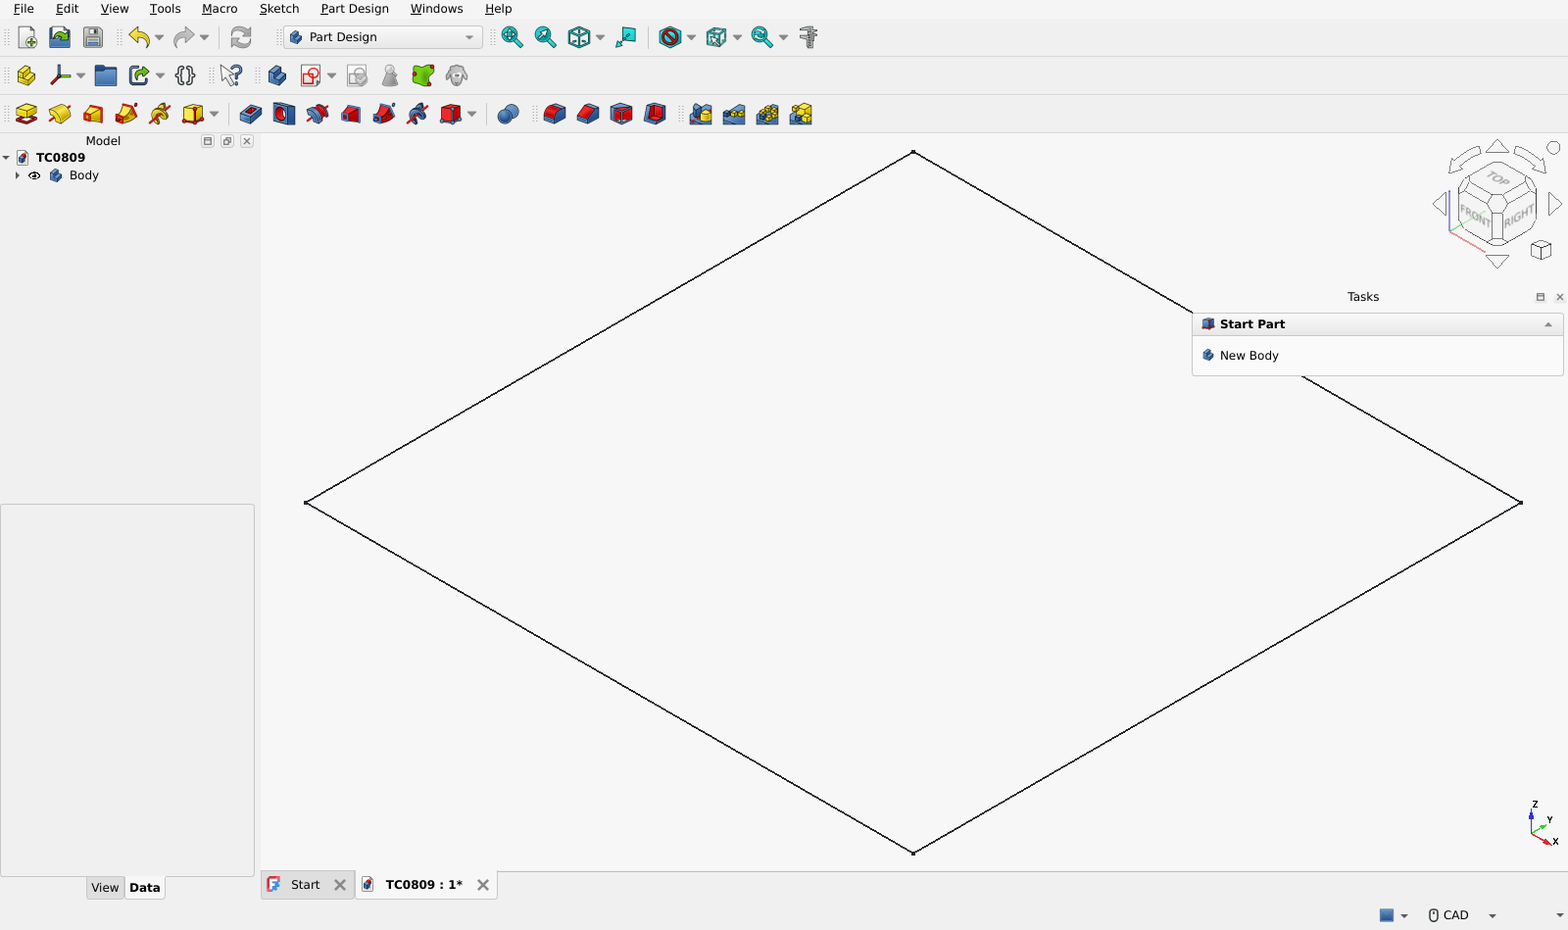 File Edit View Tools Macro Sketch Part Design Windows Help
Part Design
Model
TC0809
Body
TOP
FRONT
RIGHT
Tasks
Start Part
New Body
Z
Y
X
View Data
Start
TC0809 : 1*
CAD